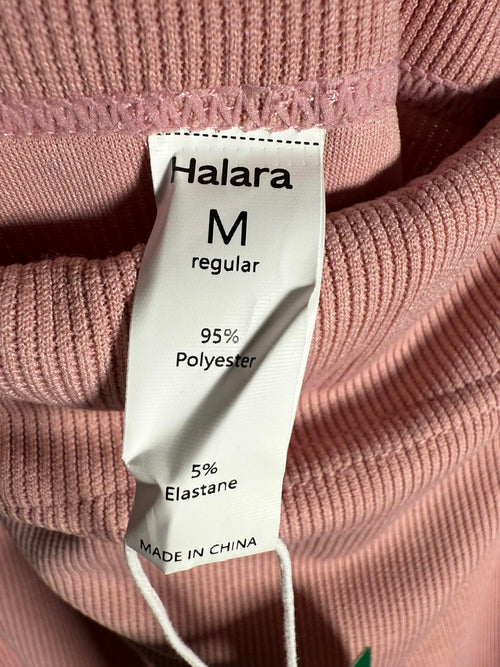 Halara
M
regular
95%
Polyester
5%
Elastane
MADE IN CHINA